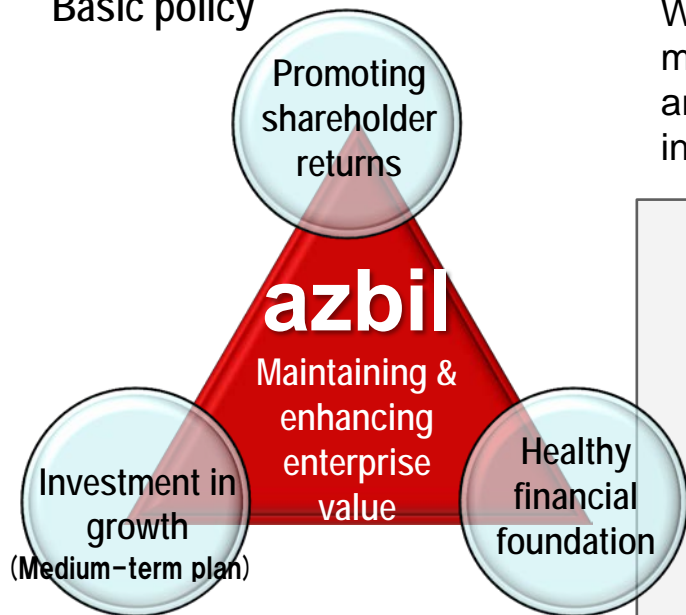 Basic policy
Promoting
shareholder
returns
azbil
Maintaining &
enhancing
enterprise
value
Investment in
growth
(Medium-term plan)
Healthy
financial
foundation